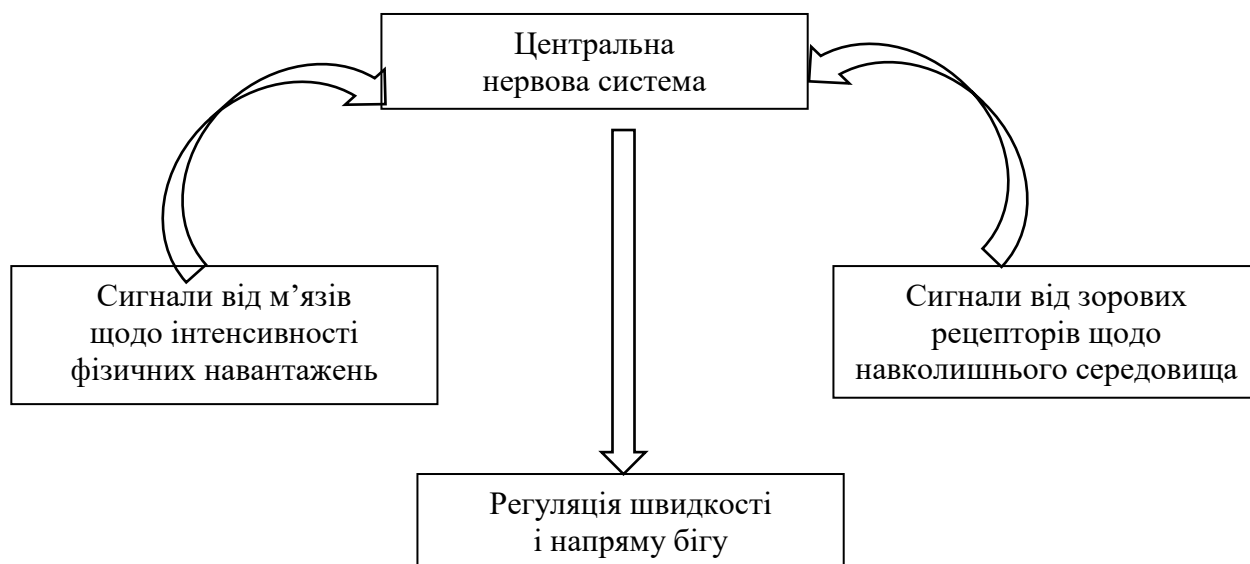 Центральна
нервова система
Сигнали від м’язів
щодо інтенсивності
фізичних навантажень
Сигнали від зорових
рецепторів щодо
навколишнього середовища
Регуляція швидкості
і напряму бігу